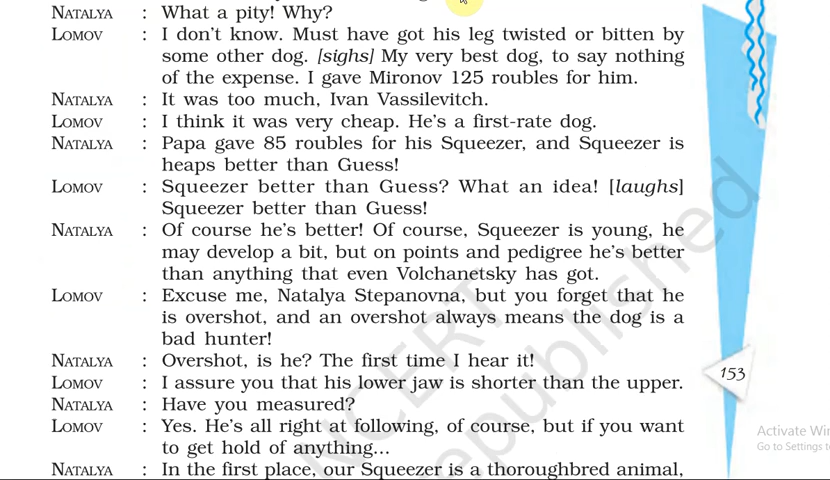 NATALYA : What a pity! Why?
LOMOV : I don't know. Must have got his leg twisted or bitten by
some other dog. [sighs] My very best dog, to say nothing
of the expense. I gave Mironov 125 roubles for him.
NATALYA : It was too much, Ivan Vassilevitch.
LOMOV : I think it was very cheap. He's a first-rate dog.
NATALYA : Papa gave 85 roubles for his Squeezer, and Squeezer is
heaps better than Guess!
LOMOV : Squeezer better than Guess? What an idea! [laughs]
Squeezer better than Guess!
NATALYA : Of course he's better! Of course, Squeezer is young, he
may develop a bit, but on points and pedigree he's better
than anything that even Volchanetsky has got.
LOMOV : Excuse me, Natalya Stepanovna, but you forget that he
is overshot, and an overshot always means the dog is a
bad hunter!
NATALYA : Overshot, is he? The first time I hear it!
LOMOV : I assure you that his lower jaw is shorter than the upper.
NATALYA : Have you measured?
LOMOV : Yes. He's all right at following, of course, but if you want
to get hold of anything...
NATALYA : In the first place, our Squeezer is a thoroughbred animal,
153
NCERT
republished
Activate Win
Go to Settings t